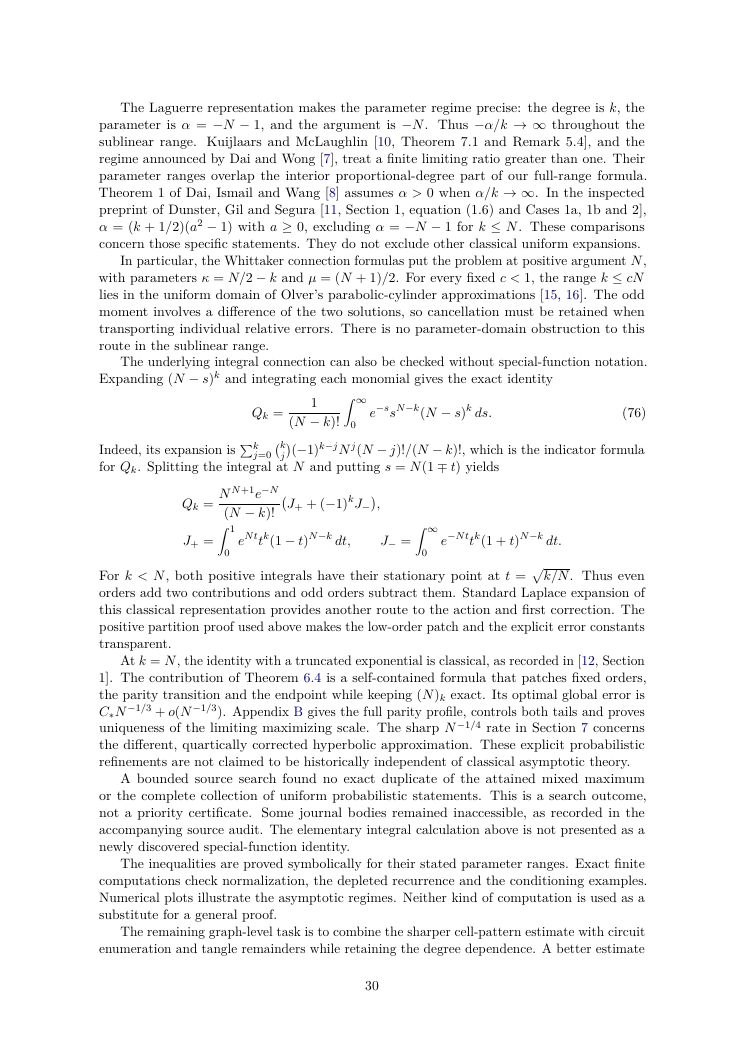 The Laguerre representation makes the parameter regime precise: the degree is k, the
parameter is α = −N − 1, and the argument is −N. Thus −α/k → ∞ throughout the
sublinear range. Kuijlaars and McLaughlin [10, Theorem 7.1 and Remark 5.4], and the
regime announced by Dai and Wong [7], treat a finite limiting ratio greater than one. Their
parameter ranges overlap the interior proportional-degree part of our full-range formula.
Theorem 1 of Dai, Ismail and Wang [8] assumes α > 0 when α/k → ∞. In the inspected
preprint of Dunster, Gil and Segura [11, Section 1, equation (1.6) and Cases 1a, 1b and 2],
α = (k + 1/2)(a² − 1) with a ≥ 0, excluding α = −N − 1 for k ≤ N. These comparisons
concern those specific statements. They do not exclude other classical uniform expansions.
In particular, the Whittaker connection formulas put the problem at positive argument N,
with parameters κ = N/2 − k and μ = (N + 1)/2. For every fixed c < 1, the range k ≤ cN
lies in the uniform domain of Olver's parabolic-cylinder approximations [15, 16]. The odd
moment involves a difference of the two solutions, so cancellation must be retained when
transporting individual relative errors. There is no parameter-domain obstruction to this
route in the sublinear range.
The underlying integral connection can also be checked without special-function notation.
Expanding (N − s)^k and integrating each monomial gives the exact identity
Q_k = 1/(N − k)! ∫_0^∞ e^{−s} s^{N−k} (N − s)^k ds. (76)
Indeed, its expansion is ∑_{j=0}^k (k j)(−1)^{k−j} N^j (N − j)!/(N − k)!, which is the indicator formula
for Q_k. Splitting the integral at N and putting s = N(1 ∓ t) yields
Q_k = N^{N+1}e^{−N}/(N − k)! (J_+ + (−1)^k J_−),
J_+ = ∫_0^1 e^{Nt} t^k (1 − t)^{N−k} dt, J_− = ∫_0^∞ e^{−Nt} t^k (1 + t)^{N−k} dt.
For k < N, both positive integrals have their stationary point at t = √(k/N). Thus even
orders add two contributions and odd orders subtract them. Standard Laplace expansion of
this classical representation provides another route to the action and first correction. The
positive partition proof used above makes the low-order patch and the explicit error constants
transparent.
At k = N, the identity with a truncated exponential is classical, as recorded in [12, Section
1]. The contribution of Theorem 6.4 is a self-contained formula that patches fixed orders,
the parity transition and the endpoint while keeping (N)_k exact. Its optimal global error is
C_∗N^{−1/3} + o(N^{−1/3}). Appendix B gives the full parity profile, controls both tails and proves
uniqueness of the limiting maximizing scale. The sharp N^{−1/4} rate in Section 7 concerns
the different, quartically corrected hyperbolic approximation. These explicit probabilistic
refinements are not claimed to be historically independent of classical asymptotic theory.
A bounded source search found no exact duplicate of the attained mixed maximum
or the complete collection of uniform probabilistic statements. This is a search outcome,
not a priority certificate. Some journal bodies remained inaccessible, as recorded in the
accompanying source audit. The elementary integral calculation above is not presented as a
newly discovered special-function identity.
The inequalities are proved symbolically for their stated parameter ranges. Exact finite
computations check normalization, the depleted recurrence and the conditioning examples.
Numerical plots illustrate the asymptotic regimes. Neither kind of computation is used as a
substitute for a general proof.
The remaining graph-level task is to combine the sharper cell-pattern estimate with circuit
enumeration and tangle remainders while retaining the degree dependence. A better estimate
30